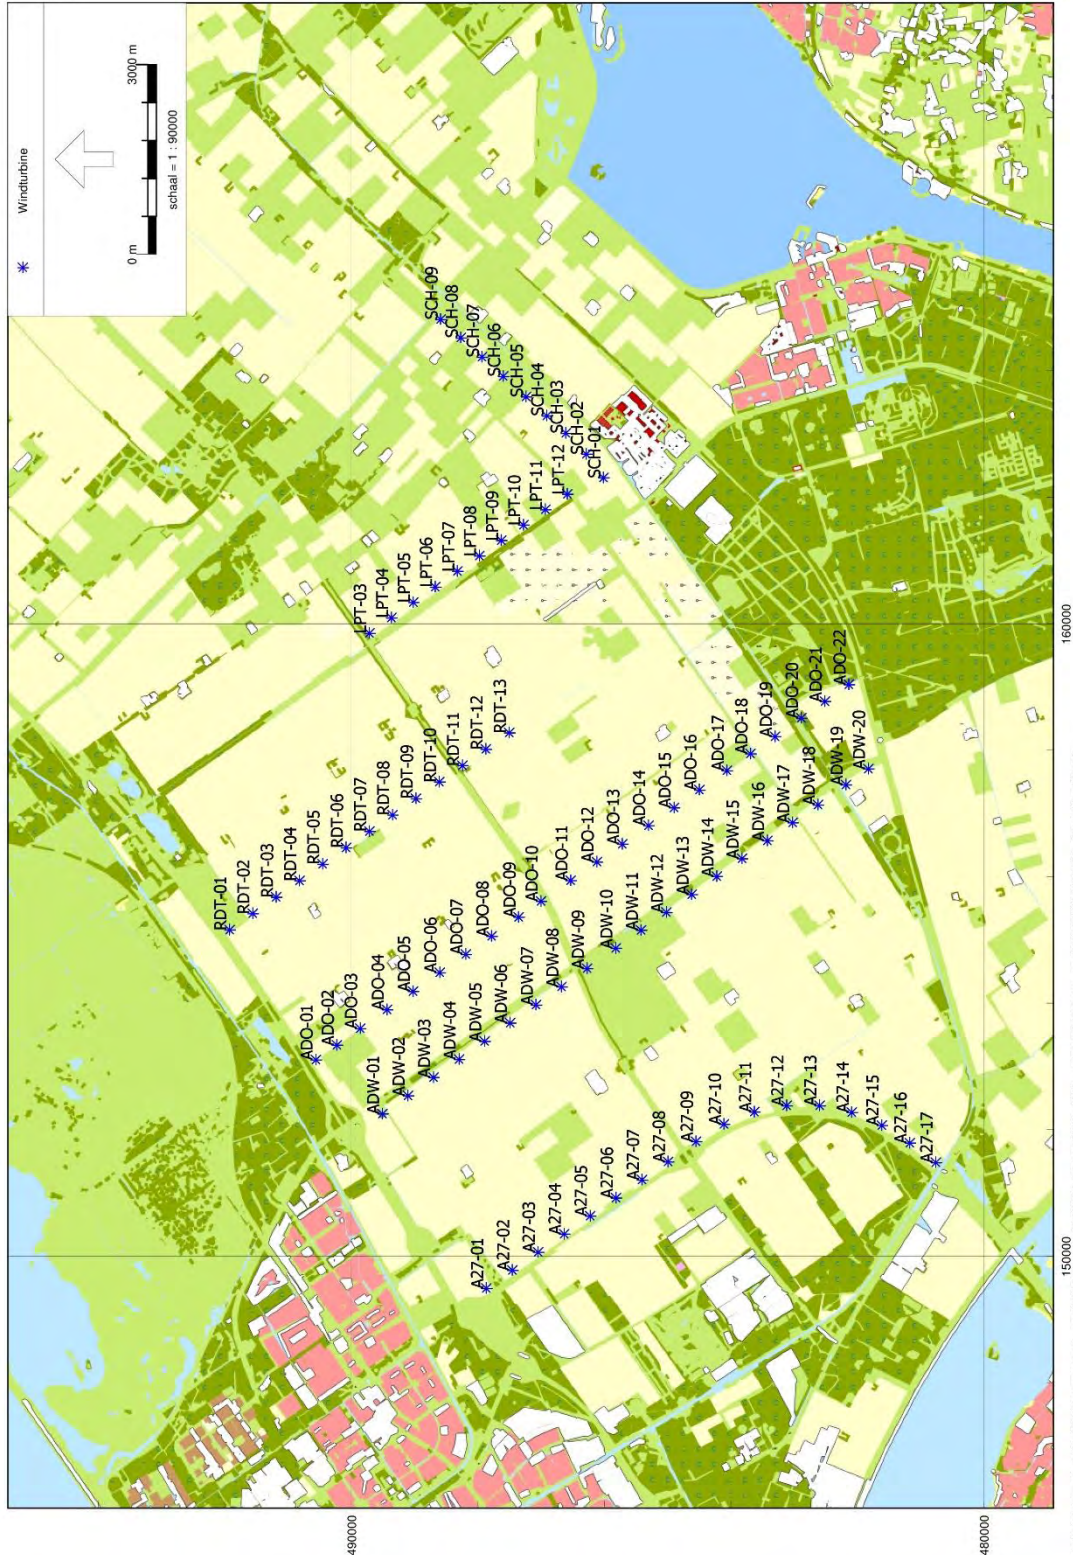 Windturbine
0 m
3000 m
schaal = 1 : 90000
SCH-09
SCH-08
SCH-07
SCH-06
SCH-05
SCH-04
SCH-03
SCH-02
SCH-01
LPT-03
LPT-04
LPT-05
LPT-06
LPT-07
LPT-08
LPT-09
LPT-10
LPT-11
LPT-12
RDT-01
RDT-02
RDT-03
RDT-04
RDT-05
RDT-06
RDT-07
RDT-08
RDT-09
RDT-10
RDT-11
RDT-12
RDT-13
ADO-01
ADO-02
ADO-03
ADO-04
ADO-05
ADO-06
ADO-07
ADO-08
ADO-09
ADO-10
ADO-11
ADO-12
ADO-13
ADO-14
ADO-15
ADO-16
ADO-17
ADO-18
ADO-19
ADO-20
ADO-21
ADO-22
ADW-01
ADW-02
ADW-03
ADW-04
ADW-05
ADW-06
ADW-07
ADW-08
ADW-09
ADW-10
ADW-11
ADW-12
ADW-13
ADW-14
ADW-15
ADW-16
ADW-17
ADW-18
ADW-19
ADW-20
A27-01
A27-02
A27-03
A27-04
A27-05
A27-06
A27-07
A27-08
A27-09
A27-10
A27-11
A27-12
A27-13
A27-14
A27-15
A27-16
A27-17
490000
480000
150000
160000